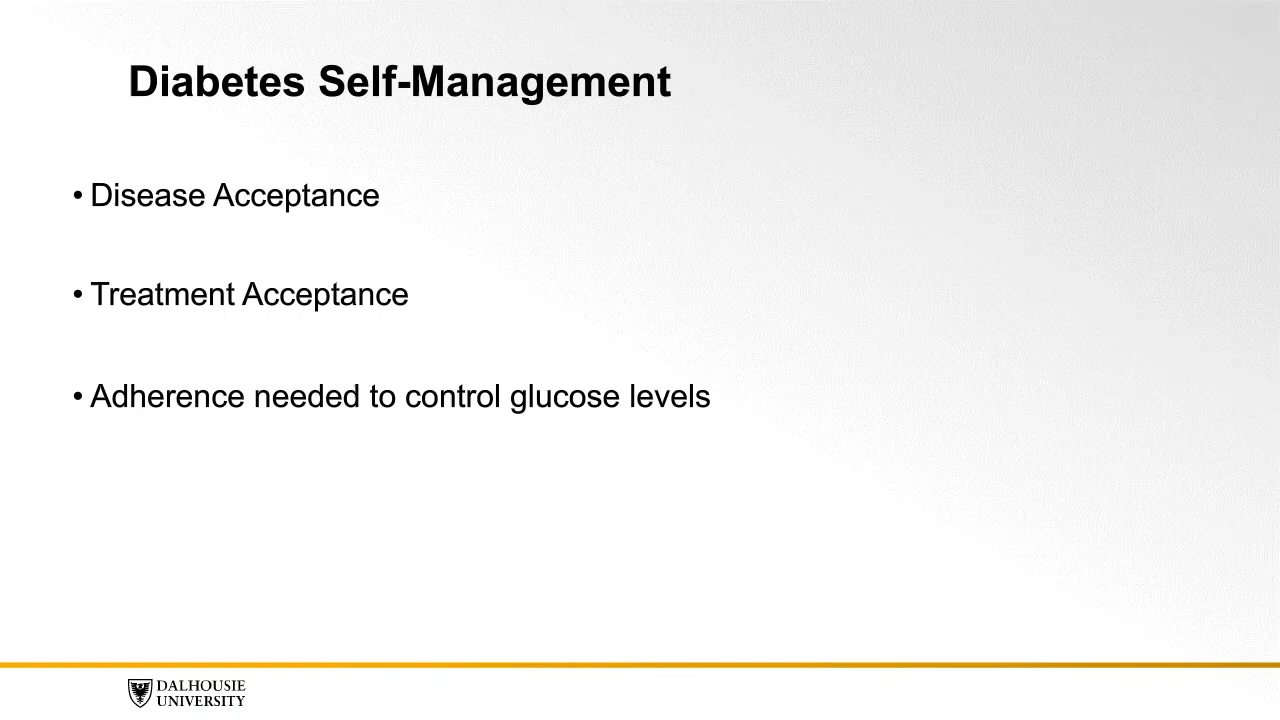 Diabetes Self-Management
• Disease Acceptance
• Treatment Acceptance
• Adherence needed to control glucose levels
DALHOUSIE
UNIVERSITY